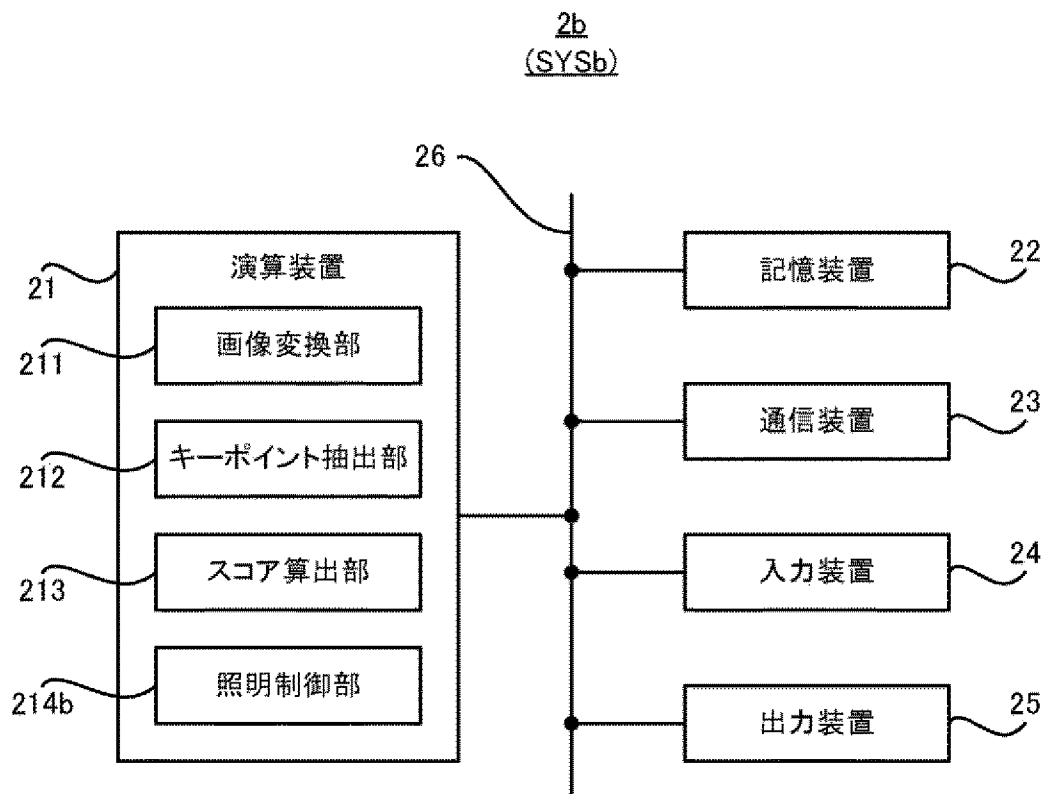 2b
(SYSb)
26
21
演算装置
211
画像変換部
212
キーポイント抽出部
213
スコア算出部
214b
照明制御部
記憶装置
22
通信装置
23
入力装置
24
出力装置
25